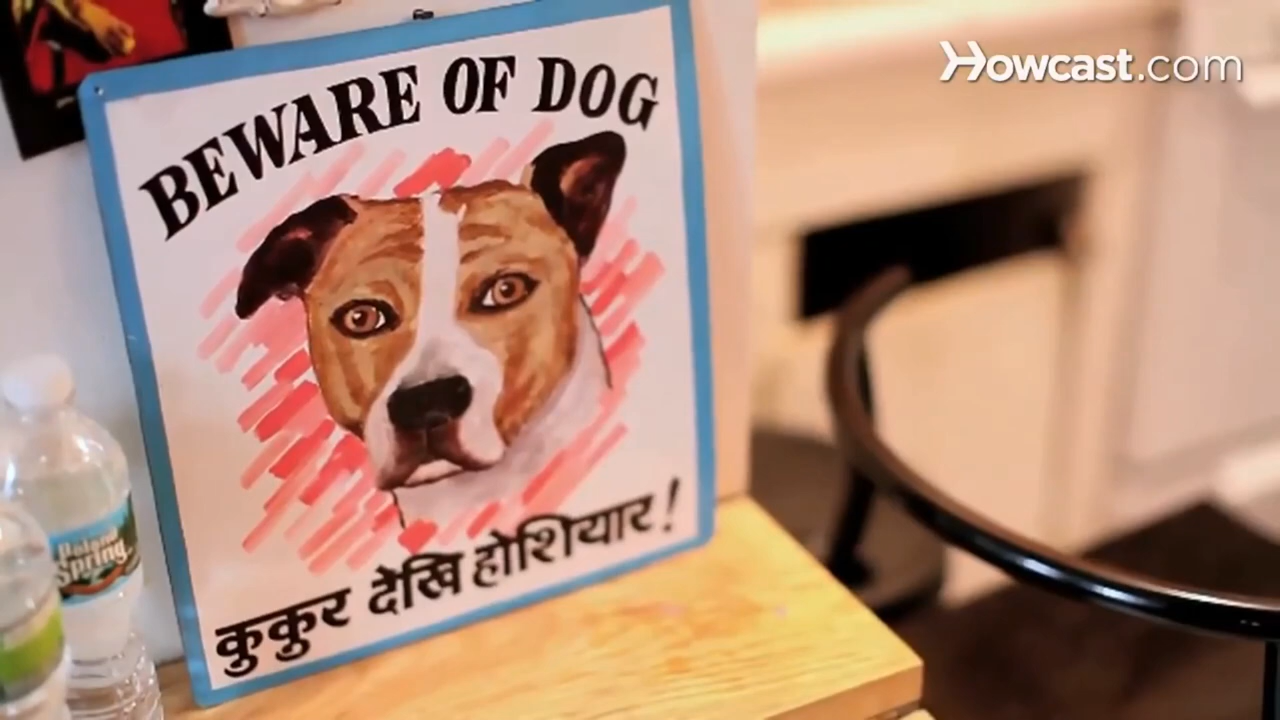 Howcast.com
BEWARE OF DOG
कुकुर देखि होशियार!
Poland
Spring